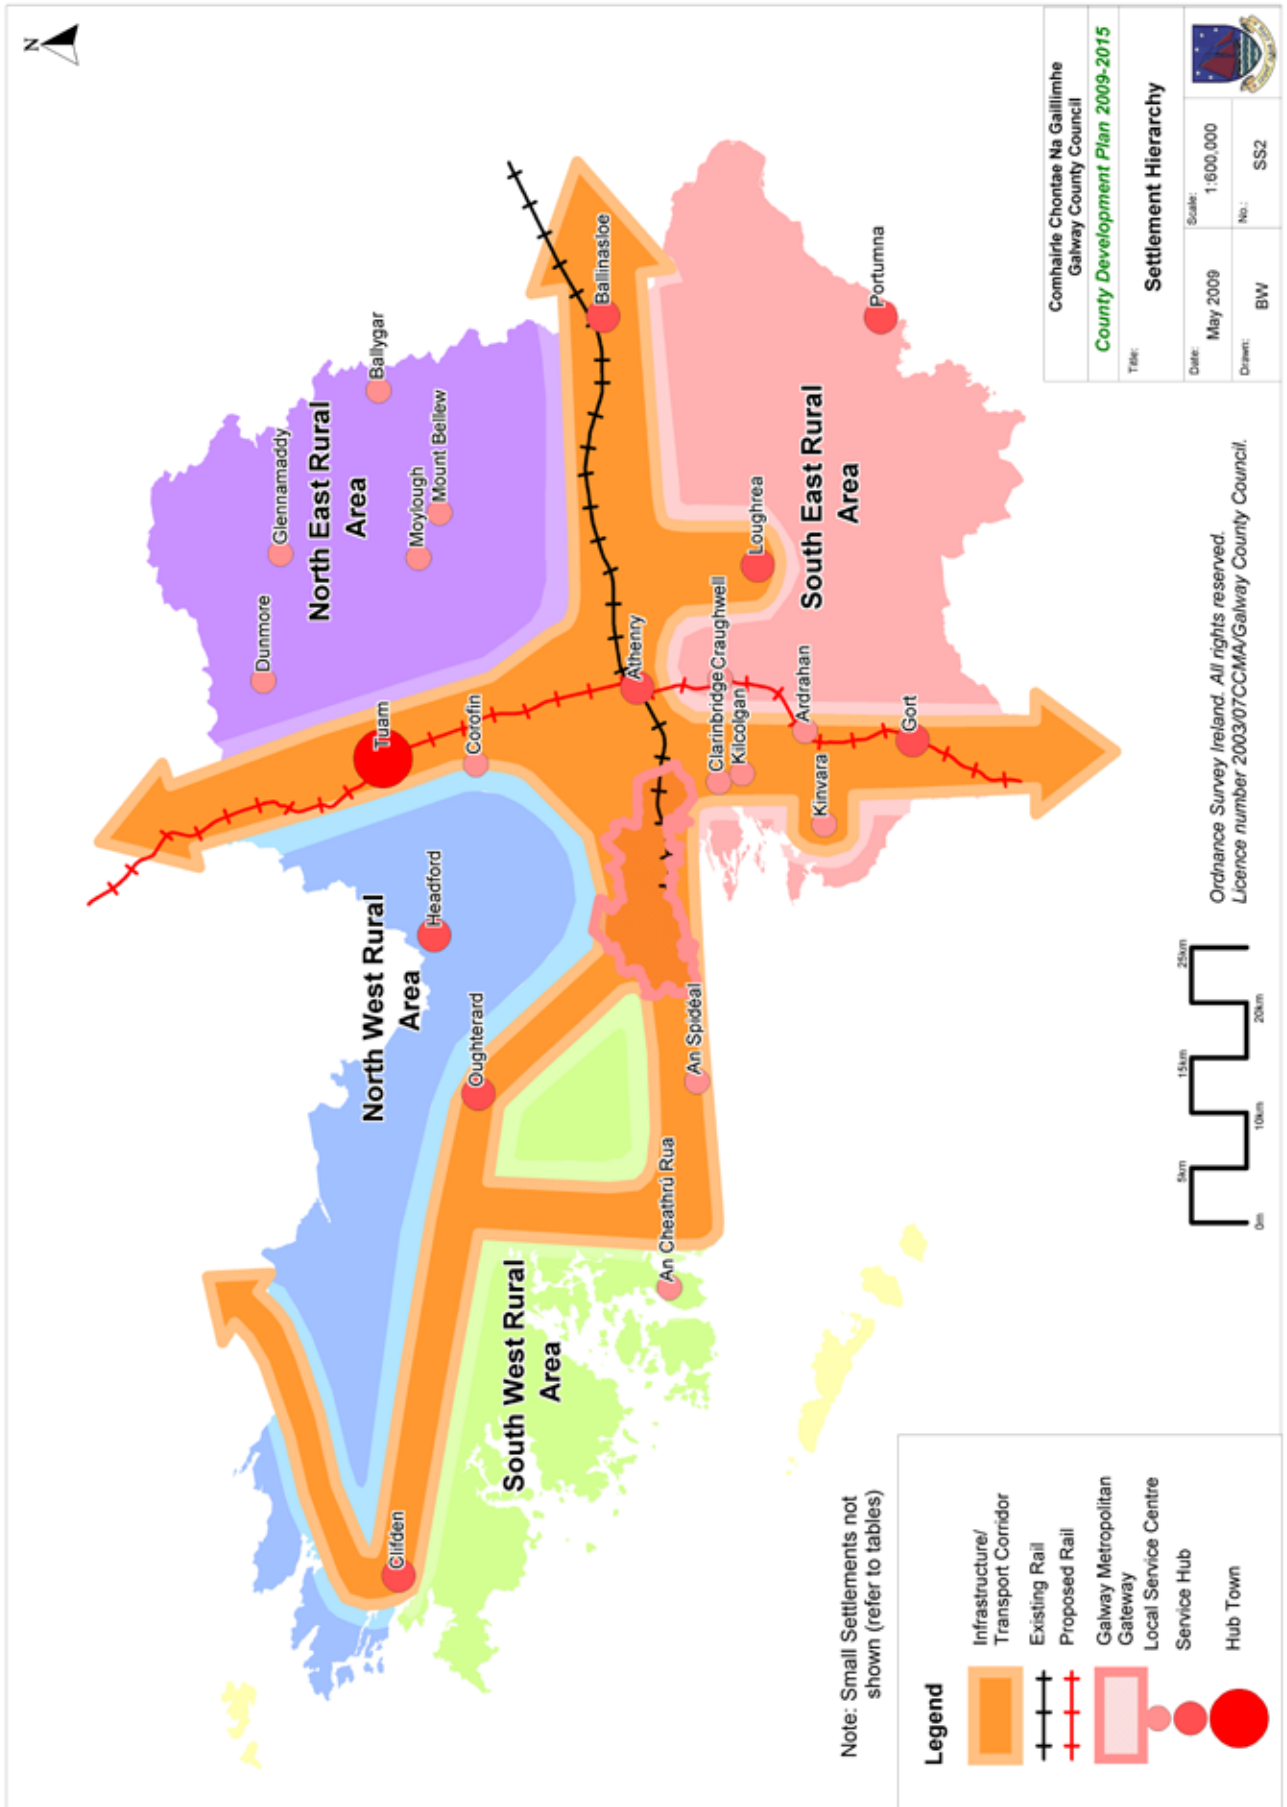 N
Comhairle Chontae Na Gaillimhe
Galway County Council
County Development Plan 2009-2015
Title:
Settlement Hierarchy
Date:
May 2009
Scale:
1:600,000
Drawn:
BW
No.:
SS2
North West Rural
Area
North East Rural
Area
South West Rural
Area
South East Rural
Area
Clifden
Oughterard
Headford
Tuam
Corofin
Dunmore
Glennamaddy
Moylough
Mount Bellew
Ballygar
Ballinasloe
Athenry
Loughrea
Clarinbridge
Craughwell
Kilcolgan
Ardrahan
Kinvara
Gort
Portumna
An Spidéal
An Cheathrú Rua
Note: Small Settlements not
shown (refer to tables)
Legend
Infrastructure/
Transport Corridor
Existing Rail
Proposed Rail
Galway Metropolitan
Gateway
Local Service Centre
Service Hub
Hub Town
0m
5km
10km
15km
20km
25km
Ordnance Survey Ireland. All rights reserved.
Licence number 2003/07CCMA/Galway County Council.